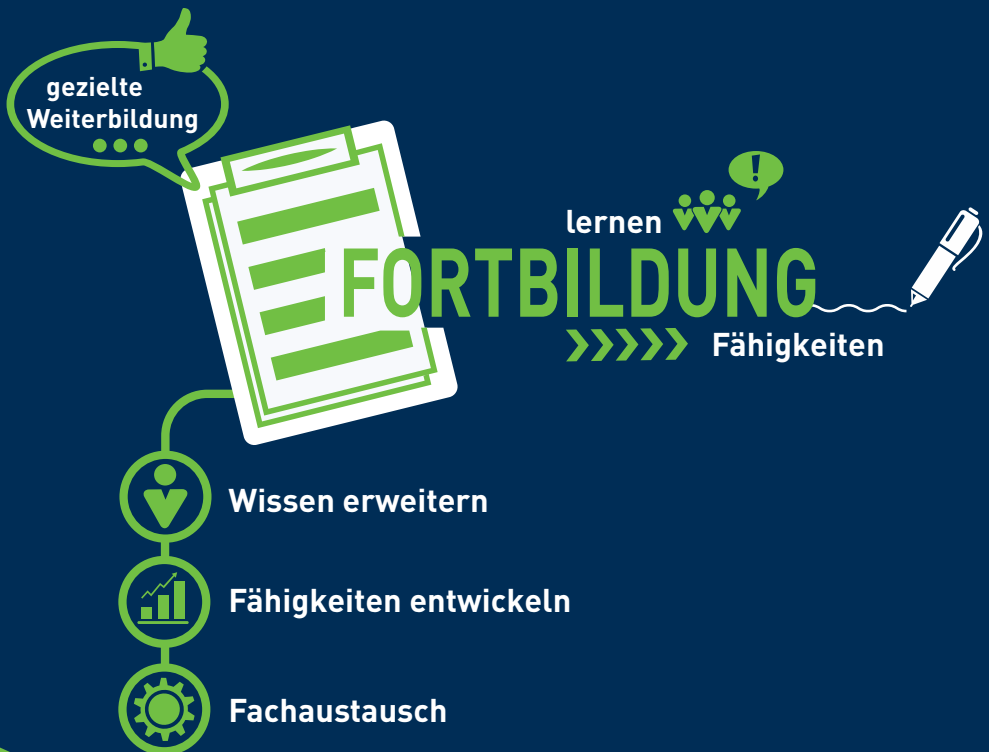 gezielte
Weiterbildung
lernen
FORTBILDUNG
Fähigkeiten
Wissen erweitern
Fähigkeiten entwickeln
Fachaustausch